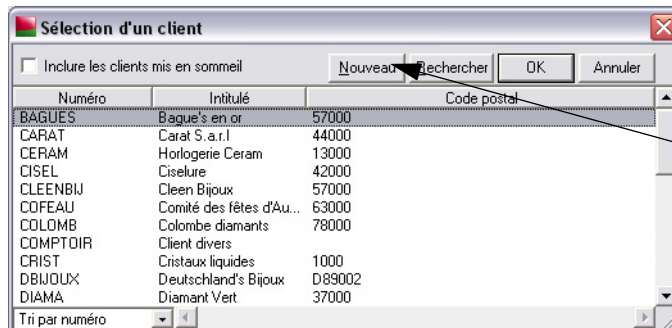 Sélection d'un client
Inclure les clients mis en sommeil Nouveau Rechercher OK Annuler
Numéro Intitulé Code postal
BAGUES Bague's en or 57000
CARAT Carat S.a.r.l 44000
CERAM Horlogerie Ceram 13000
CISEL Ciselure 42000
CLEENBIJ Cleen Bijoux 57000
COFEAU Comité des fêtes d'Au... 63000
COLOMB Colombe diamants 78000
COMPTOIR Client divers
CRIST Cristaux liquides 1000
DBIJOUX Deutschland's Bijoux D89002
DIAMA Diamant Vert 37000
Tri par numéro